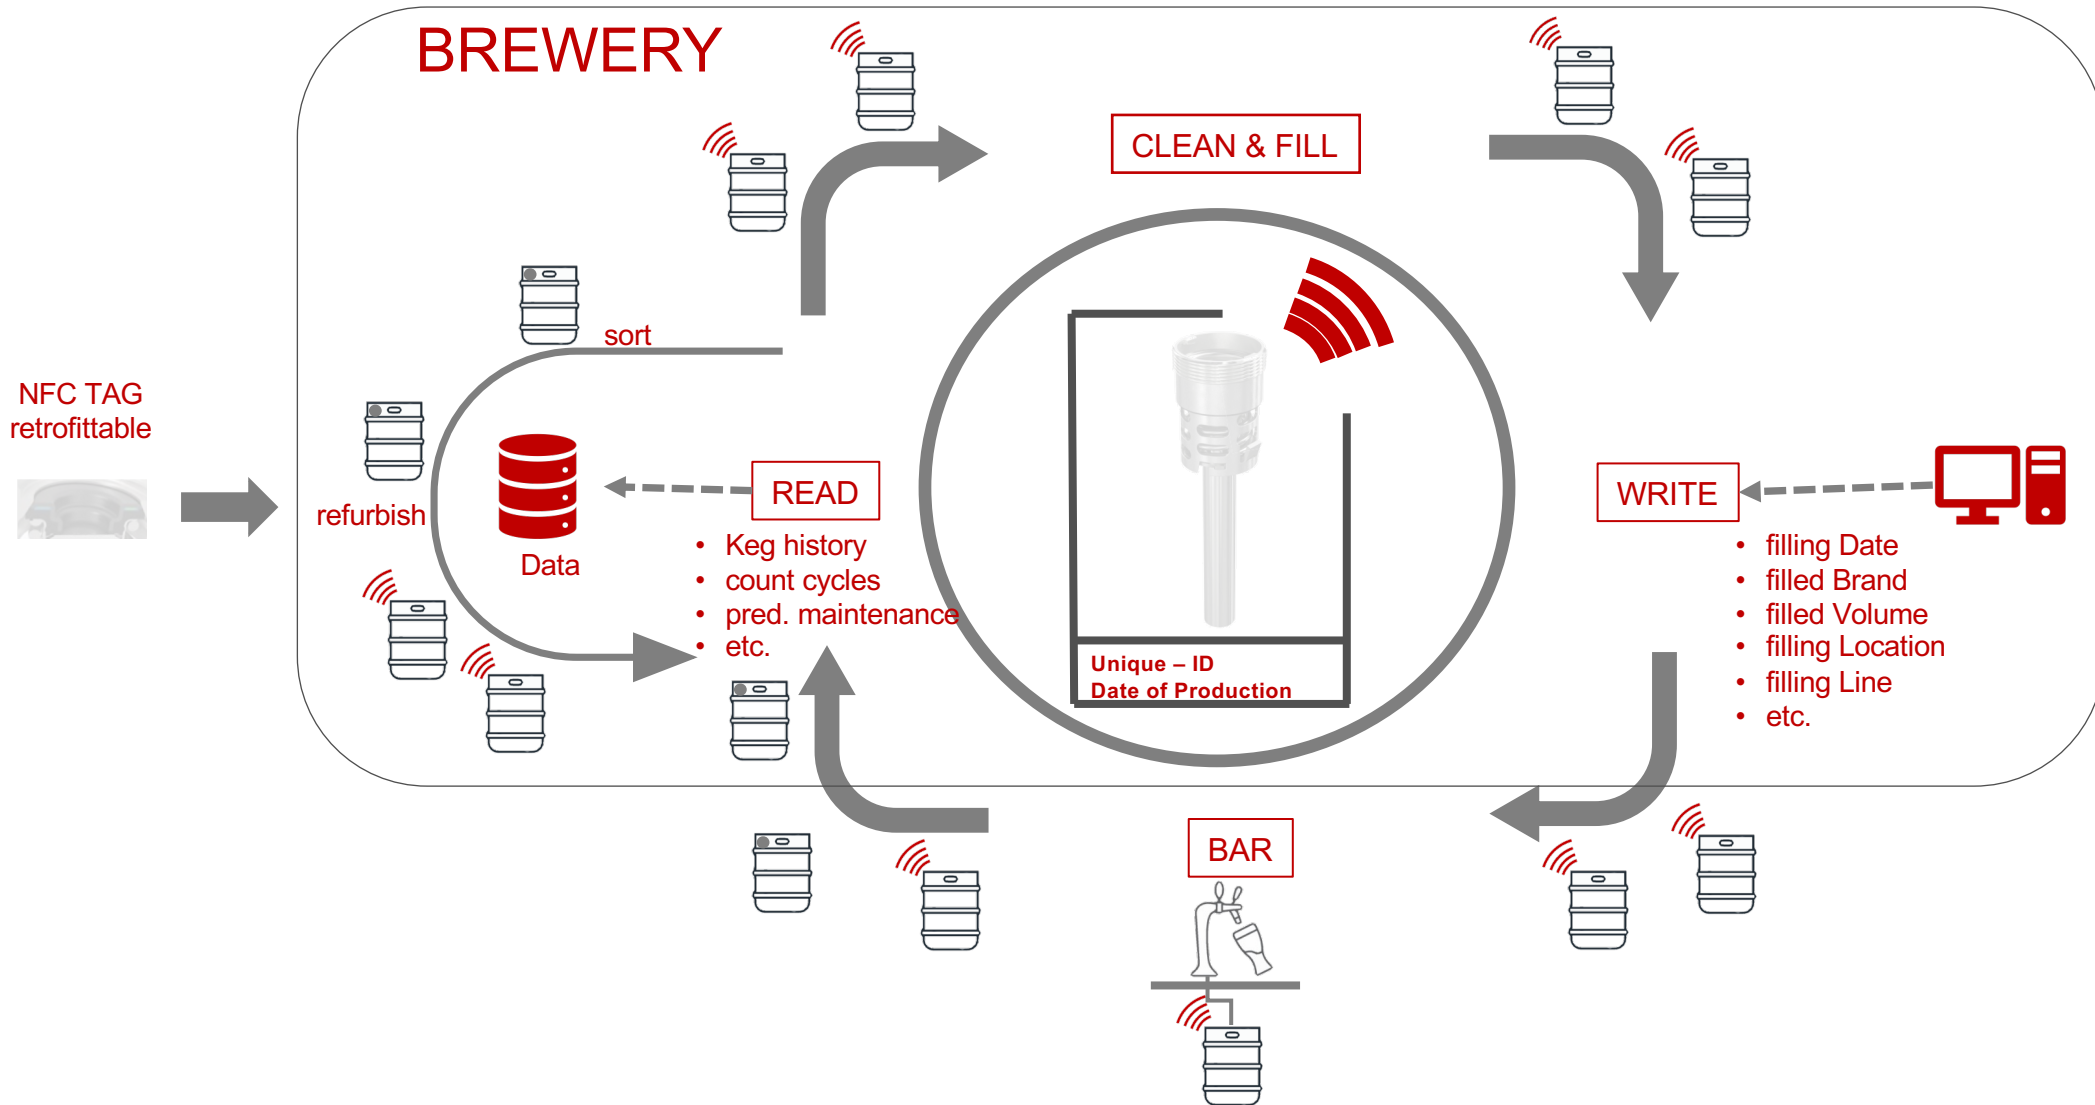 BREWERY
CLEAN & FILL
sort
NFC TAG
retrofittable
refurbish
Data
READ
• Keg history
• count cycles
• pred. maintenance
• etc.
Unique – ID
Date of Production
WRITE
• filling Date
• filled Brand
• filled Volume
• filling Location
• filling Line
• etc.
BAR